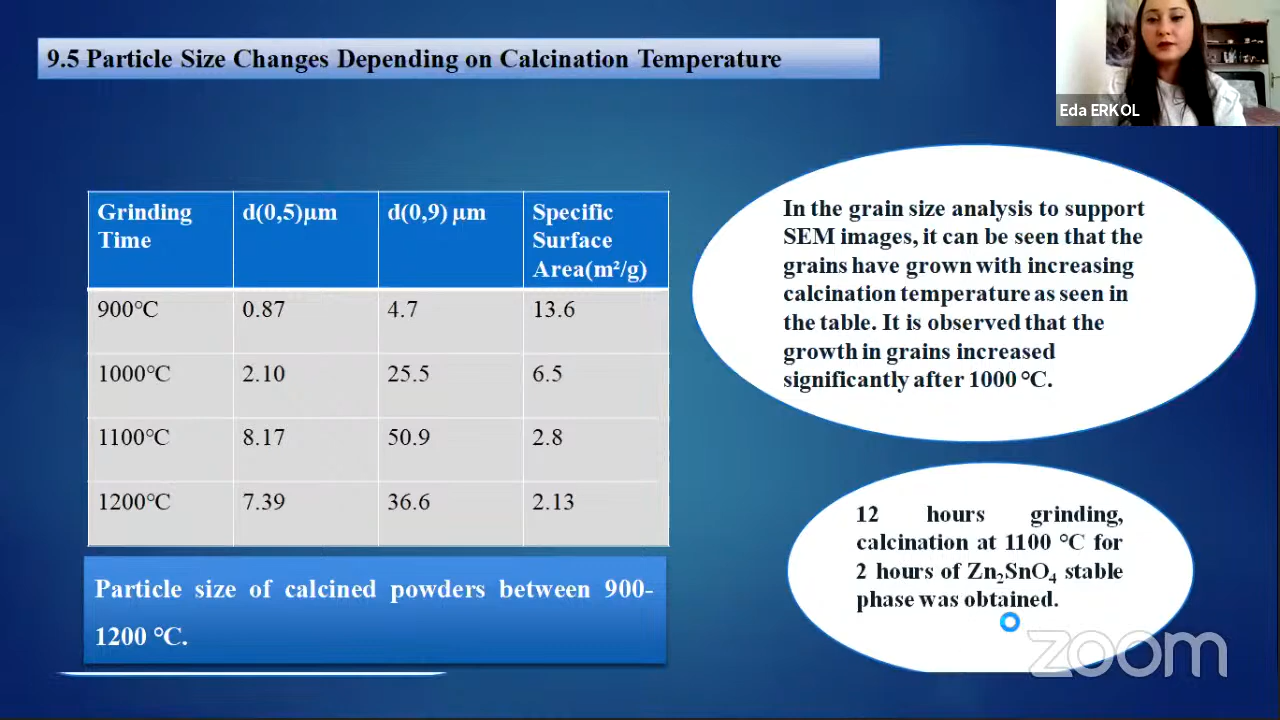 9.5 Particle Size Changes Depending on Calcination Temperature
Eda ERKOL
Grinding Time d(0,5)µm d(0,9) µm Specific Surface Area(m²/g)
900°C 0.87 4.7 13.6
1000°C 2.10 25.5 6.5
1100°C 8.17 50.9 2.8
1200°C 7.39 36.6 2.13
Particle size of calcined powders between 900-
1200 °C.
In the grain size analysis to support
SEM images, it can be seen that the
grains have grown with increasing
calcination temperature as seen in
the table. It is observed that the
growth in grains increased
significantly after 1000 °C.
12 hours grinding,
calcination at 1100 °C for
2 hours of Zn₂SnO₄ stable
phase was obtained.
zoom